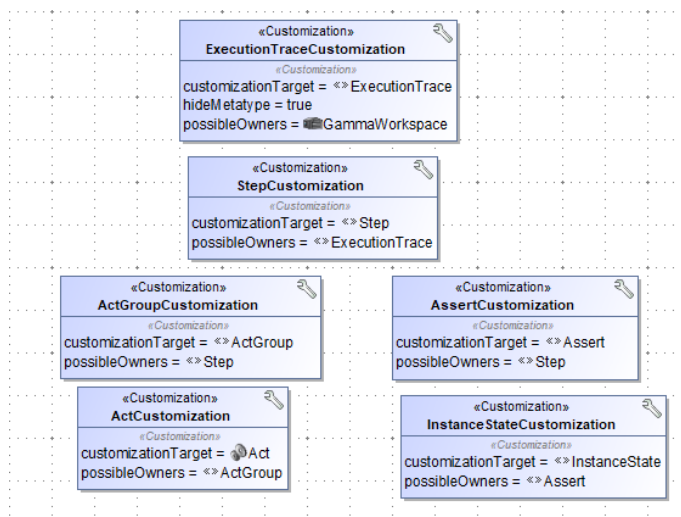 «Customization»
ExecutionTraceCustomization
«Customization»
customizationTarget = «»ExecutionTrace
hideMetatype = true
possibleOwners = GammaWorkspace
«Customization»
StepCustomization
«Customization»
customizationTarget = «»Step
possibleOwners = «»ExecutionTrace
«Customization»
ActGroupCustomization
«Customization»
customizationTarget = «»ActGroup
possibleOwners = «»Step
«Customization»
AssertCustomization
«Customization»
customizationTarget = «»Assert
possibleOwners = «»Step
«Customization»
ActCustomization
«Customization»
customizationTarget = Act
possibleOwners = «»ActGroup
«Customization»
InstanceStateCustomization
«Customization»
customizationTarget = «»InstanceState
possibleOwners = «»Assert